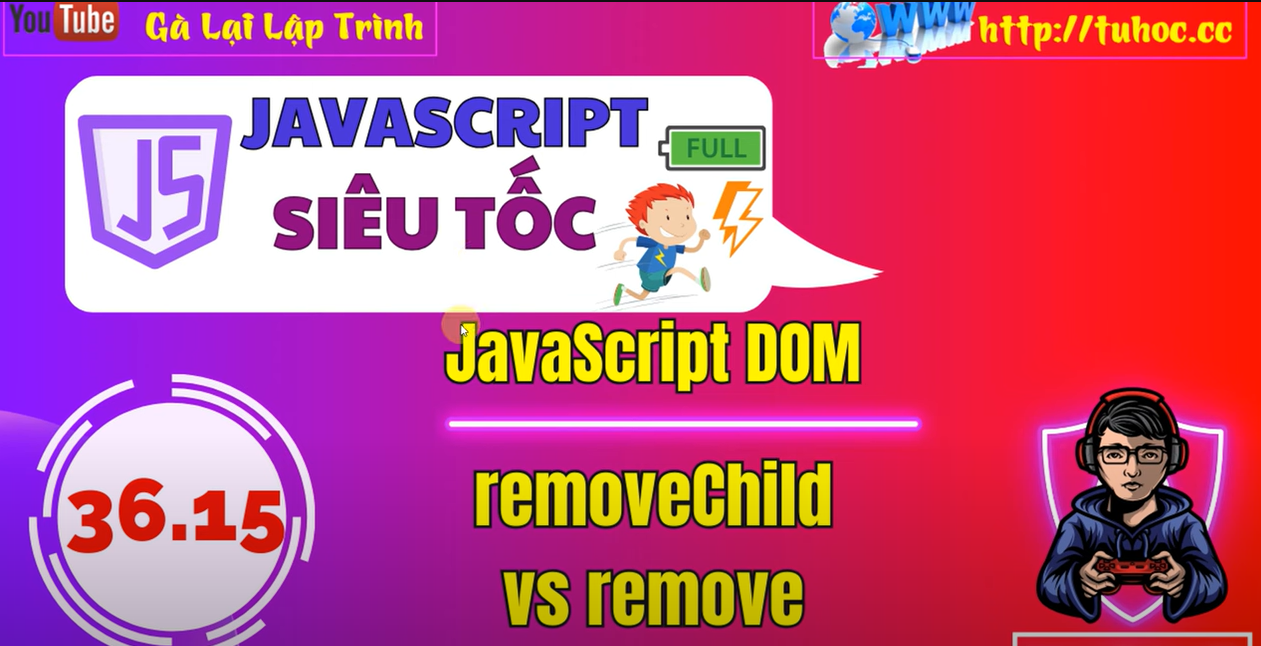 YouTube
Gà Lại Lập Trình
WWW
http://tuhoc.cc
JS
JAVASCRIPT
FULL
SIÊU TỐC
JavaScript DOM
36.15
removeChild
vs remove